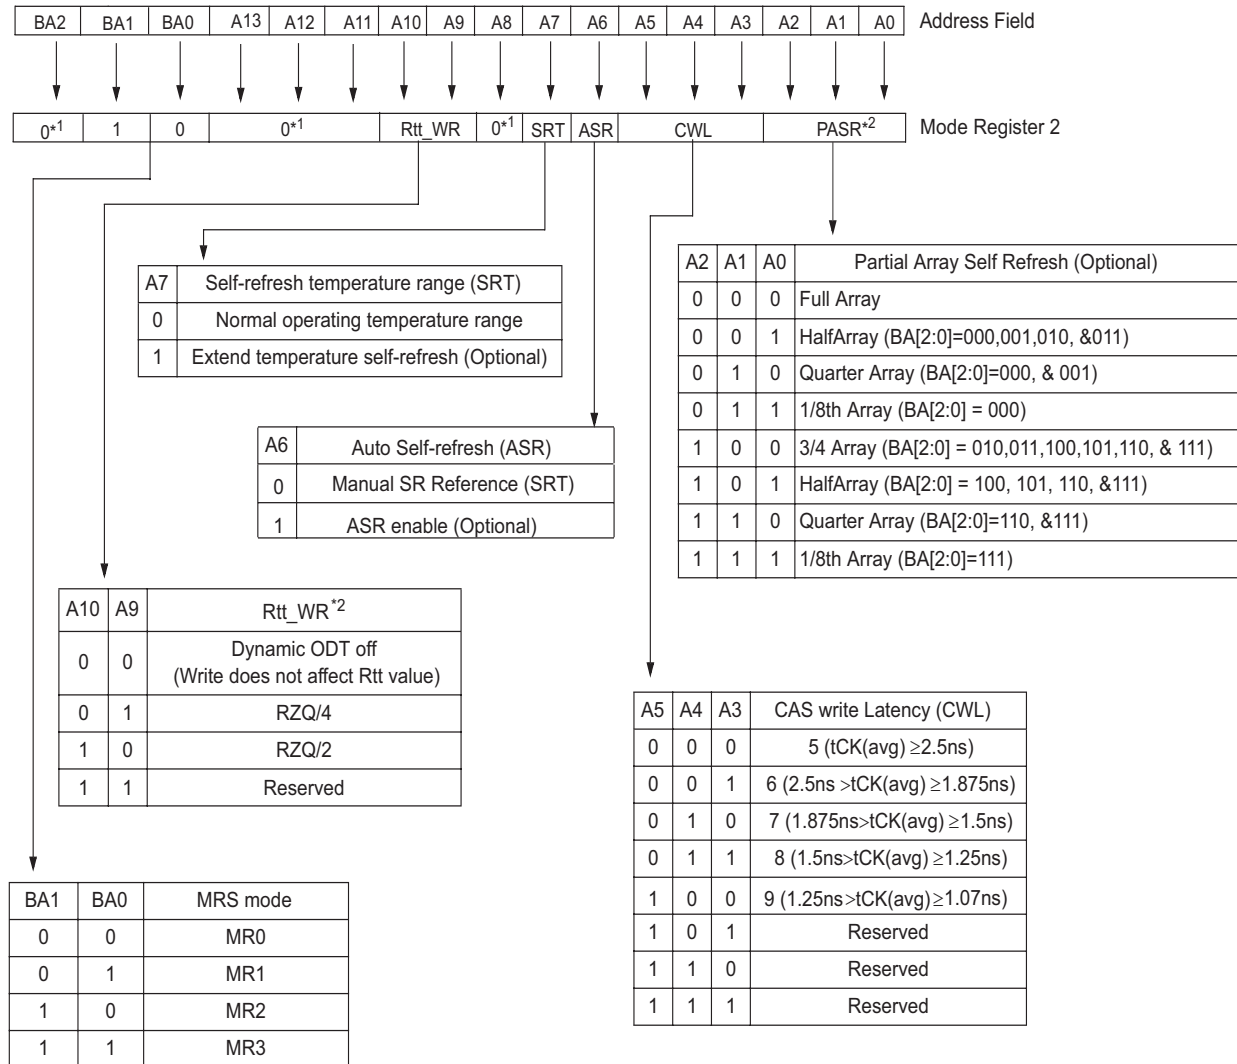 BA2 BA1 BA0 A13 A12 A11 A10 A9 A8 A7 A6 A5 A4 A3 A2 A1 A0 Address Field
0*1 1 0 0*1 Rtt_WR 0*1 SRT ASR CWL PASR*2 Mode Register 2
A7 Self-refresh temperature range (SRT)
0 Normal operating temperature range
1 Extend temperature self-refresh (Optional)
A2 A1 A0 Partial Array Self Refresh (Optional)
0 0 0 Full Array
0 0 1 HalfArray (BA[2:0]=000,001,010, &011)
0 1 0 Quarter Array (BA[2:0]=000, & 001)
0 1 1 1/8th Array (BA[2:0] = 000)
1 0 0 3/4 Array (BA[2:0] = 010,011,100,101,110, & 111)
1 0 1 HalfArray (BA[2:0] = 100, 101, 110, &111)
1 1 0 Quarter Array (BA[2:0]=110, &111)
1 1 1 1/8th Array (BA[2:0]=111)
A6 Auto Self-refresh (ASR)
0 Manual SR Reference (SRT)
1 ASR enable (Optional)
A10 A9 Rtt_WR*2
0 0 Dynamic ODT off
(Write does not affect Rtt value)
0 1 RZQ/4
1 0 RZQ/2
1 1 Reserved
A5 A4 A3 CAS write Latency (CWL)
0 0 0 5 (tCK(avg) ≥2.5ns)
0 0 1 6 (2.5ns >tCK(avg) ≥1.875ns)
0 1 0 7 (1.875ns>tCK(avg) ≥1.5ns)
0 1 1 8 (1.5ns>tCK(avg) ≥1.25ns)
1 0 0 9 (1.25ns>tCK(avg) ≥1.07ns)
1 0 1 Reserved
1 1 0 Reserved
1 1 1 Reserved
BA1 BA0 MRS mode
0 0 MR0
0 1 MR1
1 0 MR2
1 1 MR3